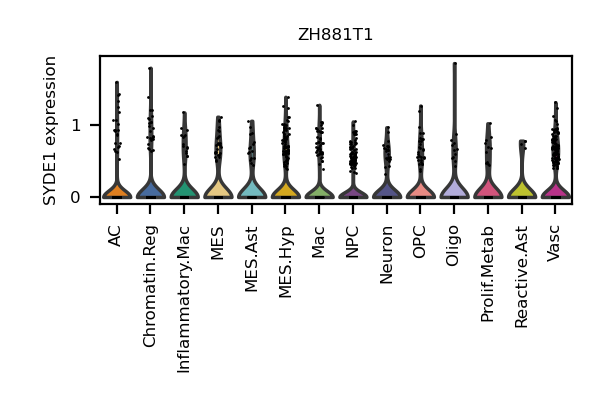 ZH881T1
SYDE1 expression
1
0
AC
Chromatin.Reg
Inflammatory.Mac
MES
MES.Ast
MES.Hyp
Mac
NPC
Neuron
OPC
Oligo
Prolif.Metab
Reactive.Ast
Vasc